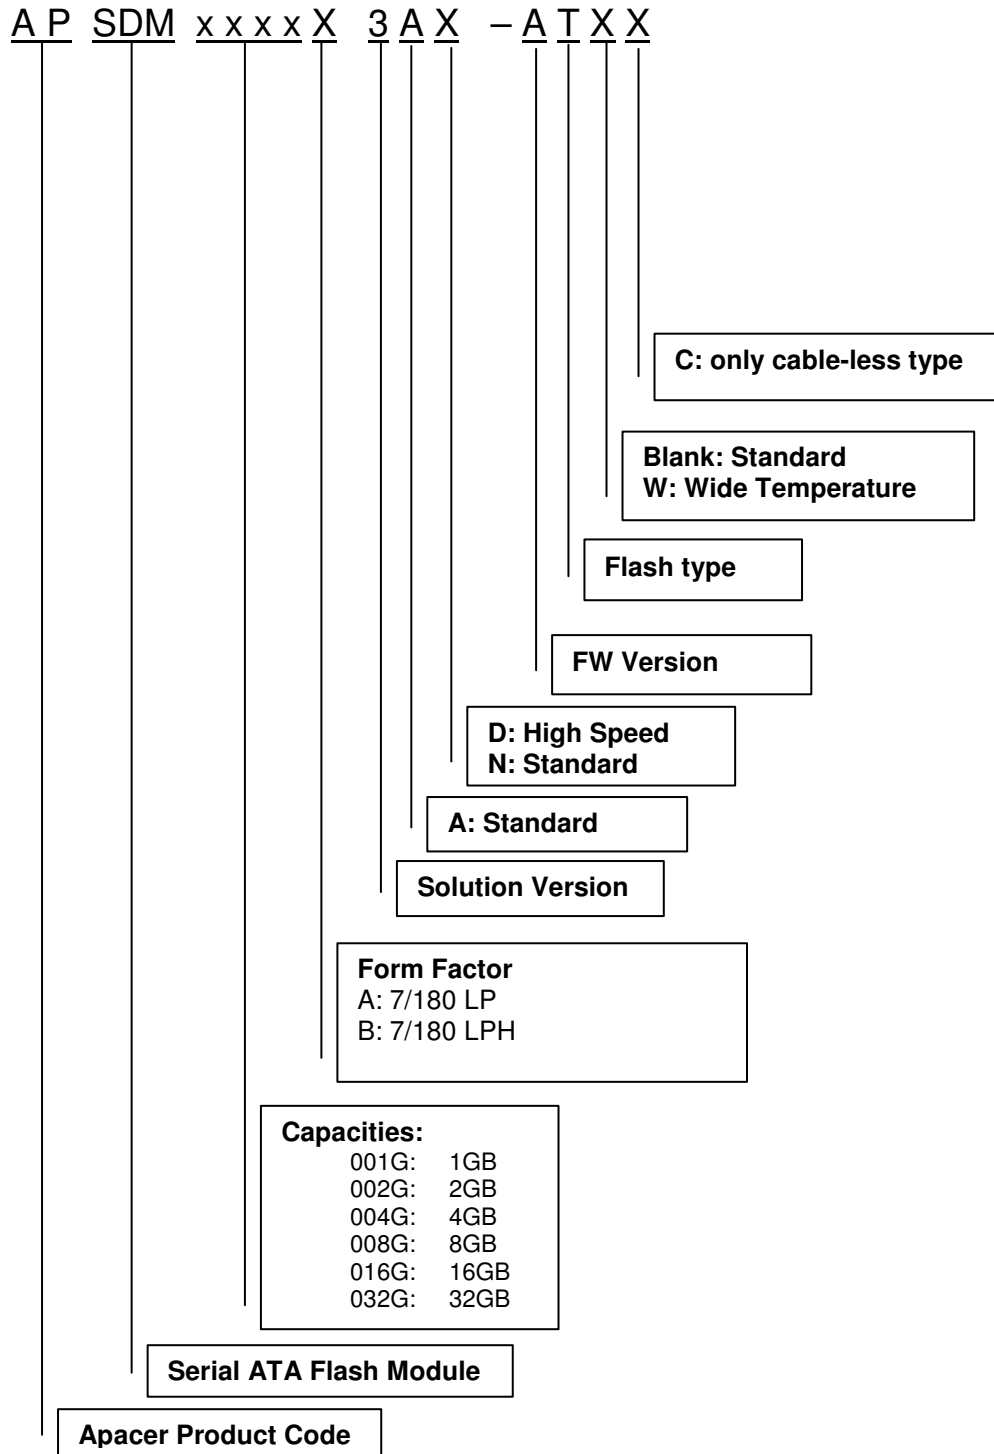 A P SDM x x x x X 3 A X – A T X X
C: only cable-less type
Blank: Standard
W: Wide Temperature
Flash type
FW Version
D: High Speed
N: Standard
A: Standard
Solution Version
Form Factor
A: 7/180 LP
B: 7/180 LPH
Capacities:
001G: 1GB
002G: 2GB
004G: 4GB
008G: 8GB
016G: 16GB
032G: 32GB
Serial ATA Flash Module
Apacer Product Code